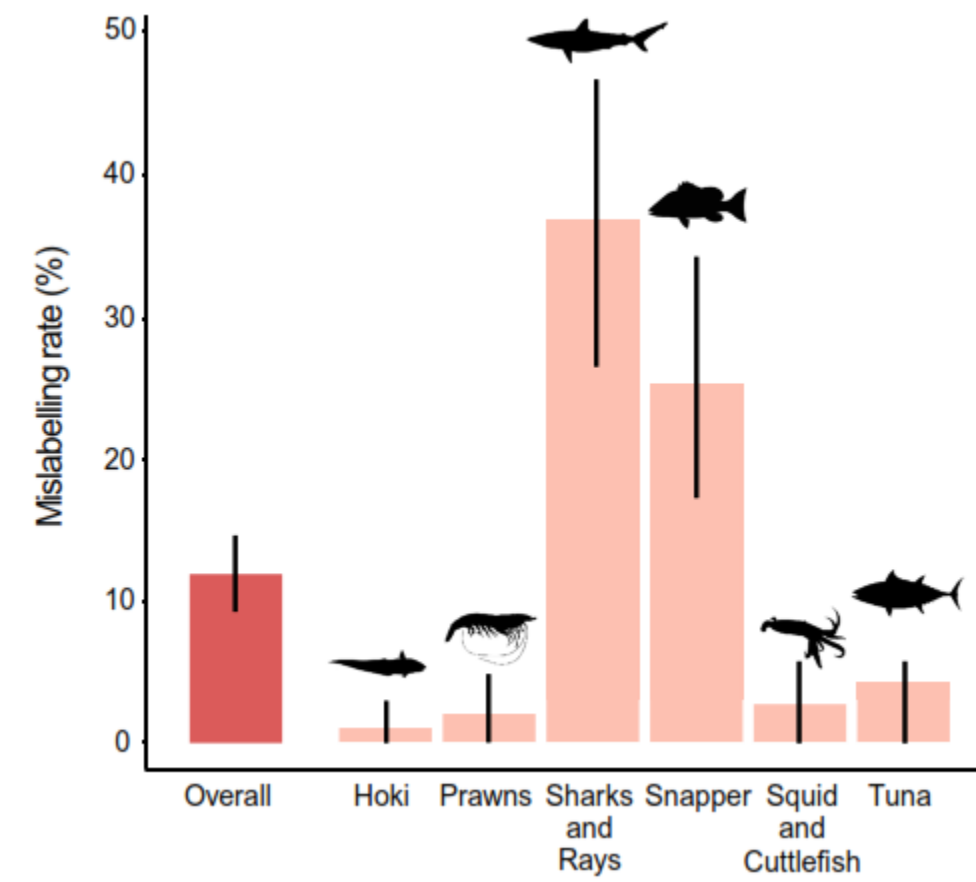 Mislabelling rate (%)
50
40
30
20
10
0
Overall
Hoki
Prawns
Sharks
and
Rays
Snapper
Squid
and
Cuttlefish
Tuna